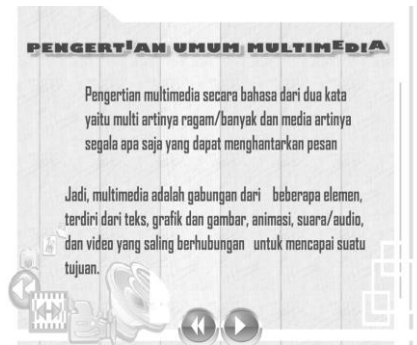 PENGERTIAN UMUM MULTIMEDIA
Pengertian multimedia secara bahasa dari dua kata
yaitu multi artinya ragam/banyak dan media artinya
segala apa saja yang dapat menghantarkan pesan
Jadi, multimedia adalah gabungan dari beberapa elemen,
terdiri dari teks, grafik dan gambar, animasi, suara/audio,
dan video yang saling berhubungan untuk mencapai suatu
tujuan.